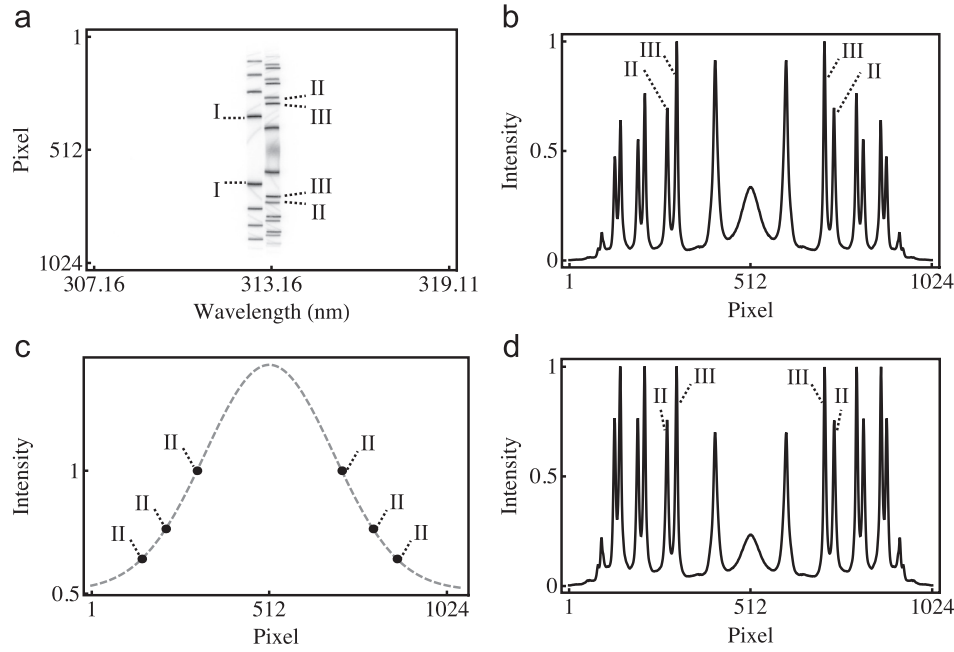 a
1
512
1024
Pixel
I
I
II
III
III
II
307.16 313.16 319.11
Wavelength (nm)
b
1
0.5
0
Intensity
III
II
III
II
1 512 1024
Pixel
c
1
0.5
Intensity
II
II
II
II
II
II
1 512 1024
Pixel
d
1
0.5
0
Intensity
II
III
III
II
1 512 1024
Pixel